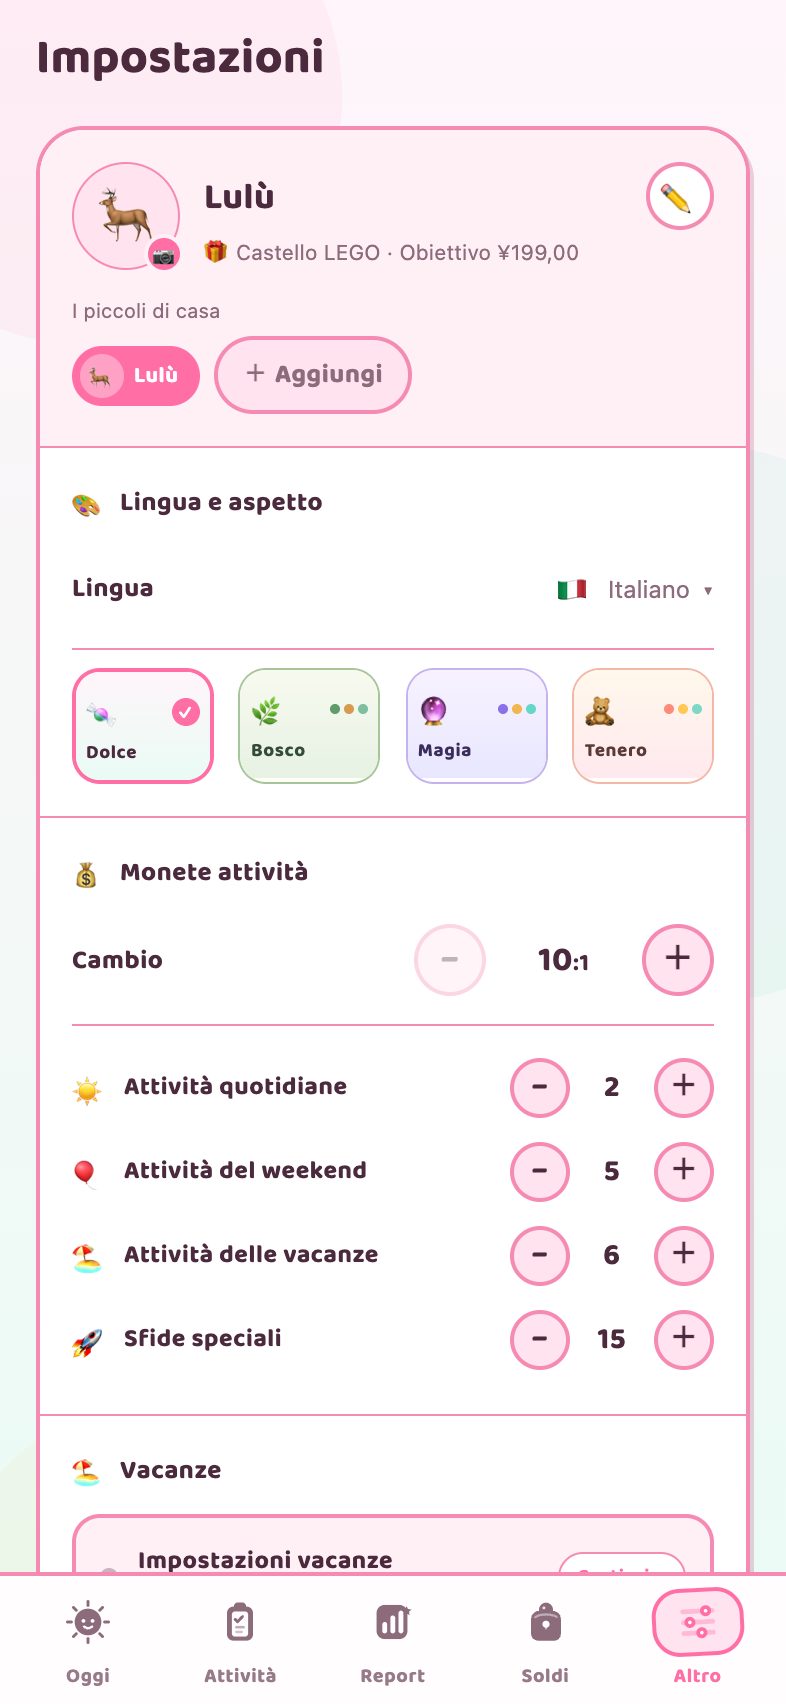 Impostazioni
Lulù
Castello LEGO · Obiettivo ¥199,00
I piccoli di casa
Lulù
+ Aggiungi
Lingua e aspetto
Lingua
Italiano
Dolce
Bosco
Magia
Tenero
Monete attività
Cambio
− 10:1 +
Attività quotidiane
− 2 +
Attività del weekend
− 5 +
Attività delle vacanze
− 6 +
Sfide speciali
− 15 +
Vacanze
Impostazioni vacanze
Oggi
Attività
Report
Soldi
Altro